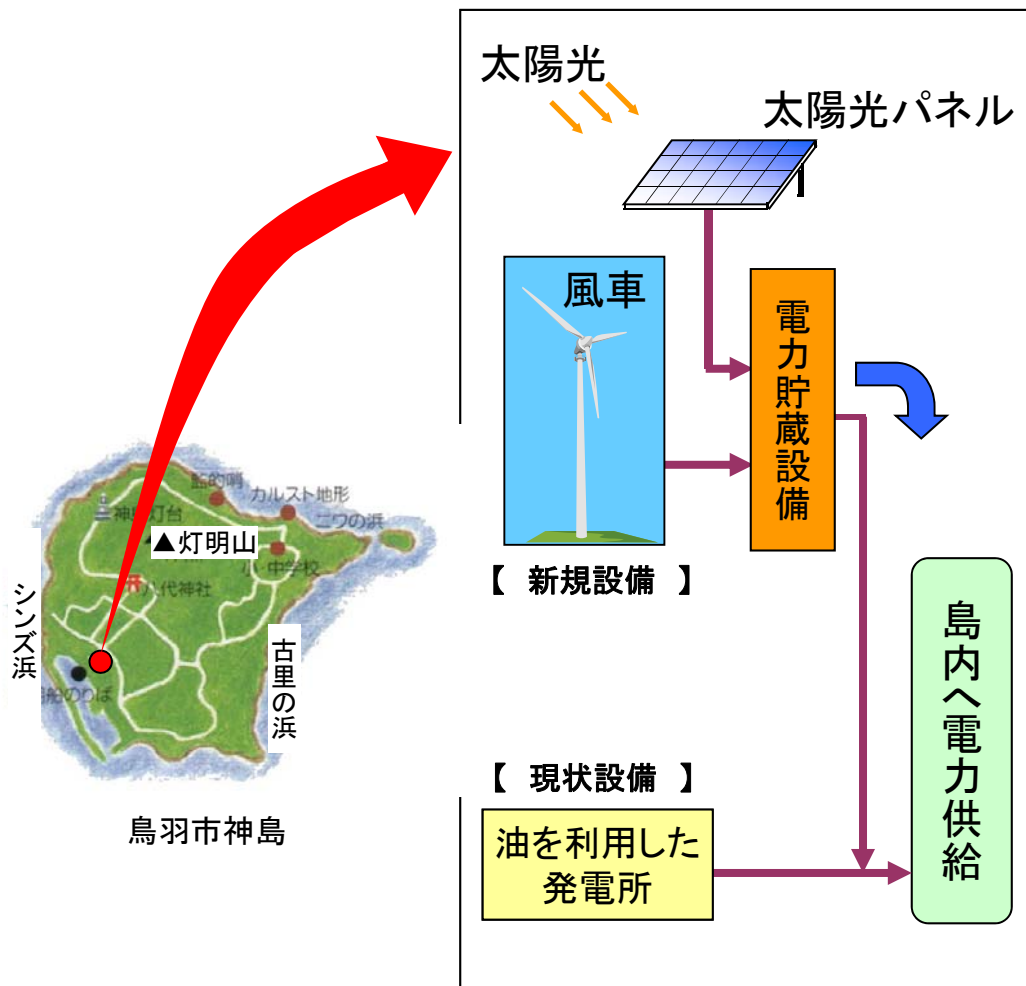 太陽光
太陽光パネル
風車
電力貯蔵設備
【 新規設備 】
島内へ電力供給
【 現状設備 】
油を利用した
発電所
監的哨
カルスト地形
ニワの浜
神島灯台
▲灯明山
小・中学校
八代神社
シンズ浜
古里の浜
船のりば
鳥羽市神島